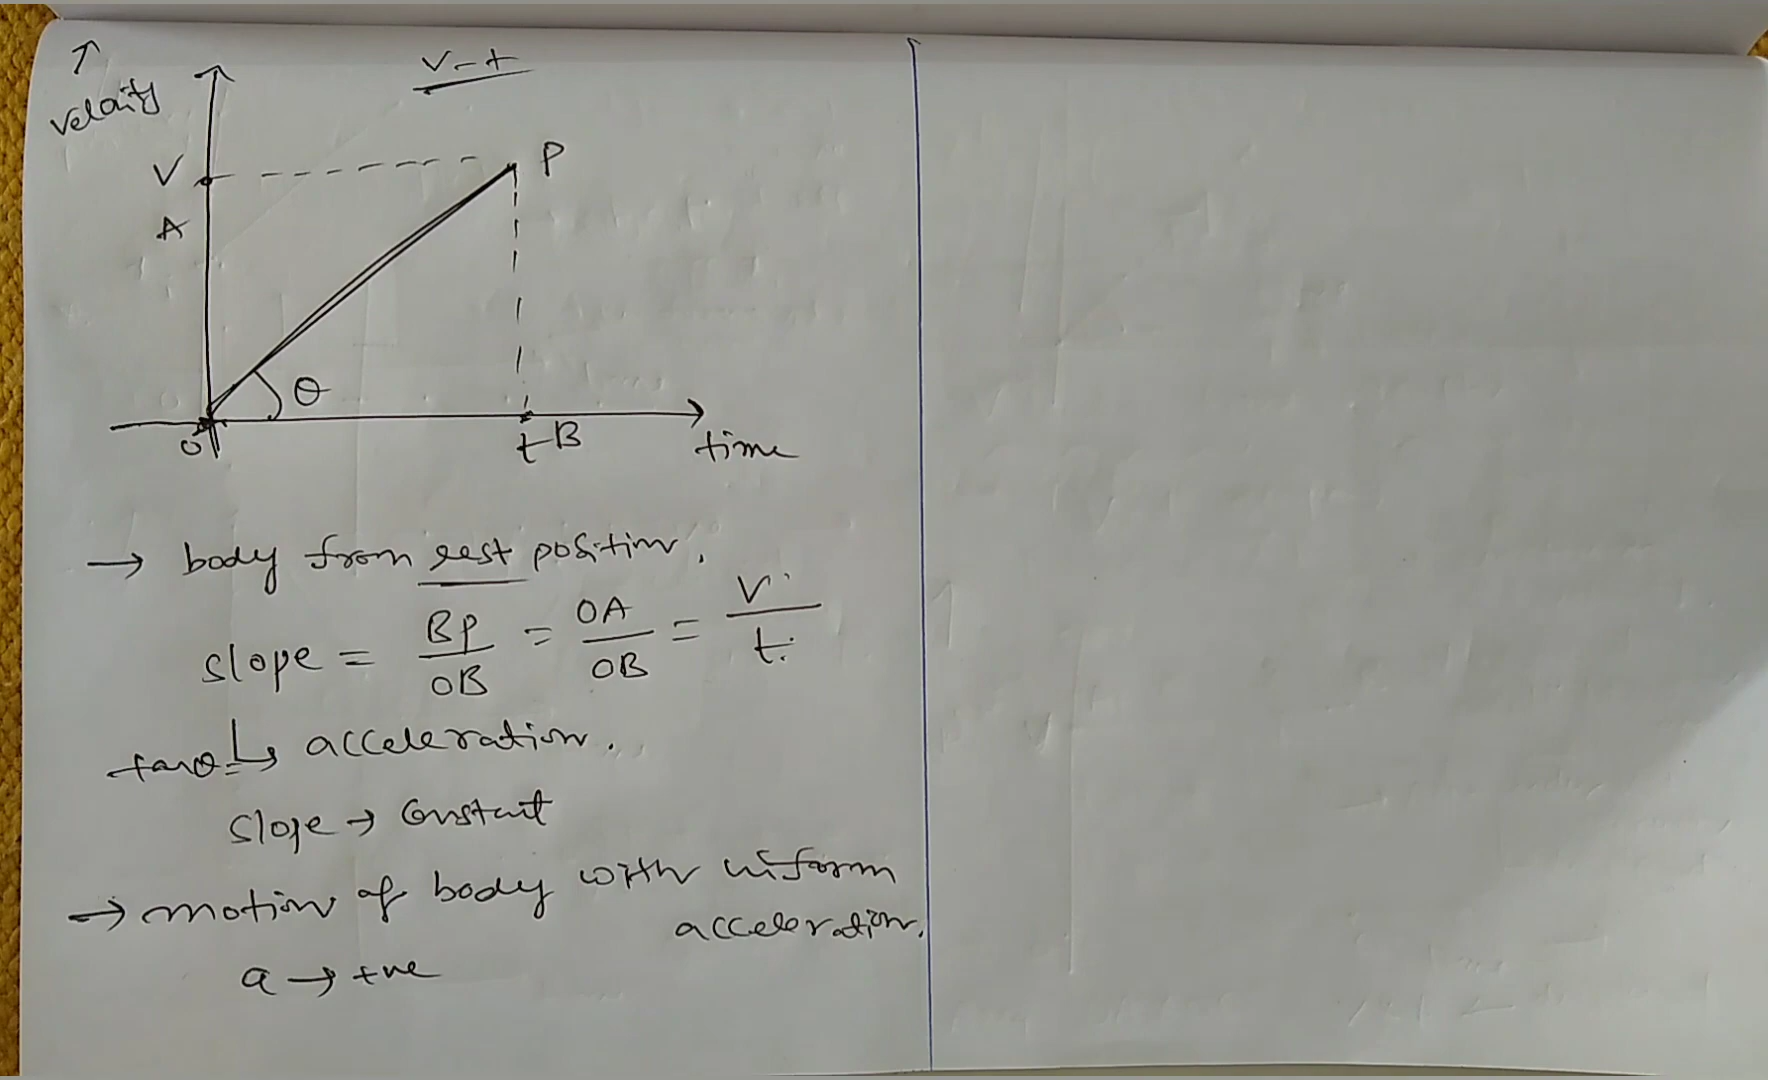 ↑
velocity
v-t
V
P
A
θ
O
t B
time
→ body from rest position.
slope = BP/OB = OA/OB = V/t.
tanθ = ↳ acceleration.
slope → constant
→ motion of body with uniform
acceleration.
a → +ve